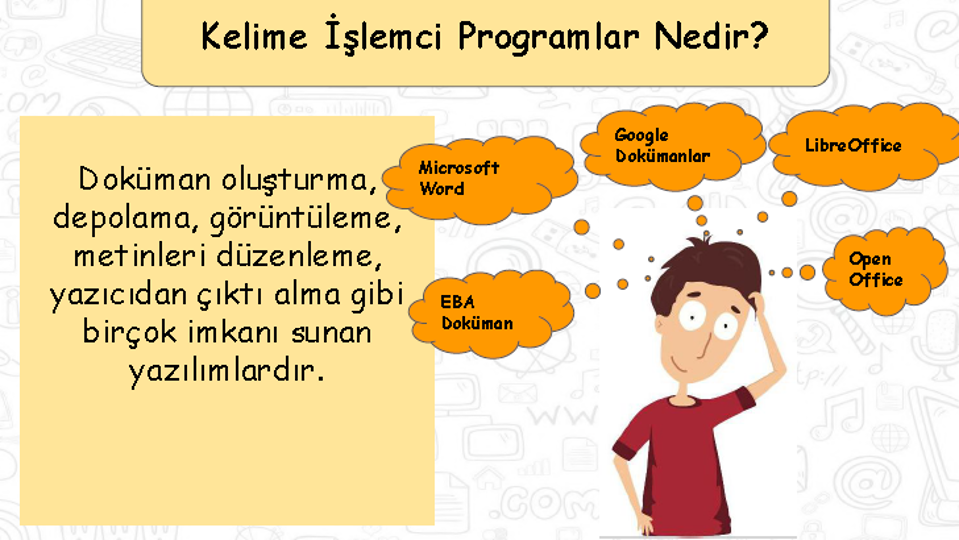 Kelime İşlemci Programlar Nedir?
Doküman oluşturma,
depolama, görüntüleme,
metinleri düzenleme,
yazıcıdan çıktı alma gibi
birçok imkanı sunan
yazılımlardır.
Microsoft
Word
Google
Dokümanlar
LibreOffice
EBA
Doküman
Open
Office